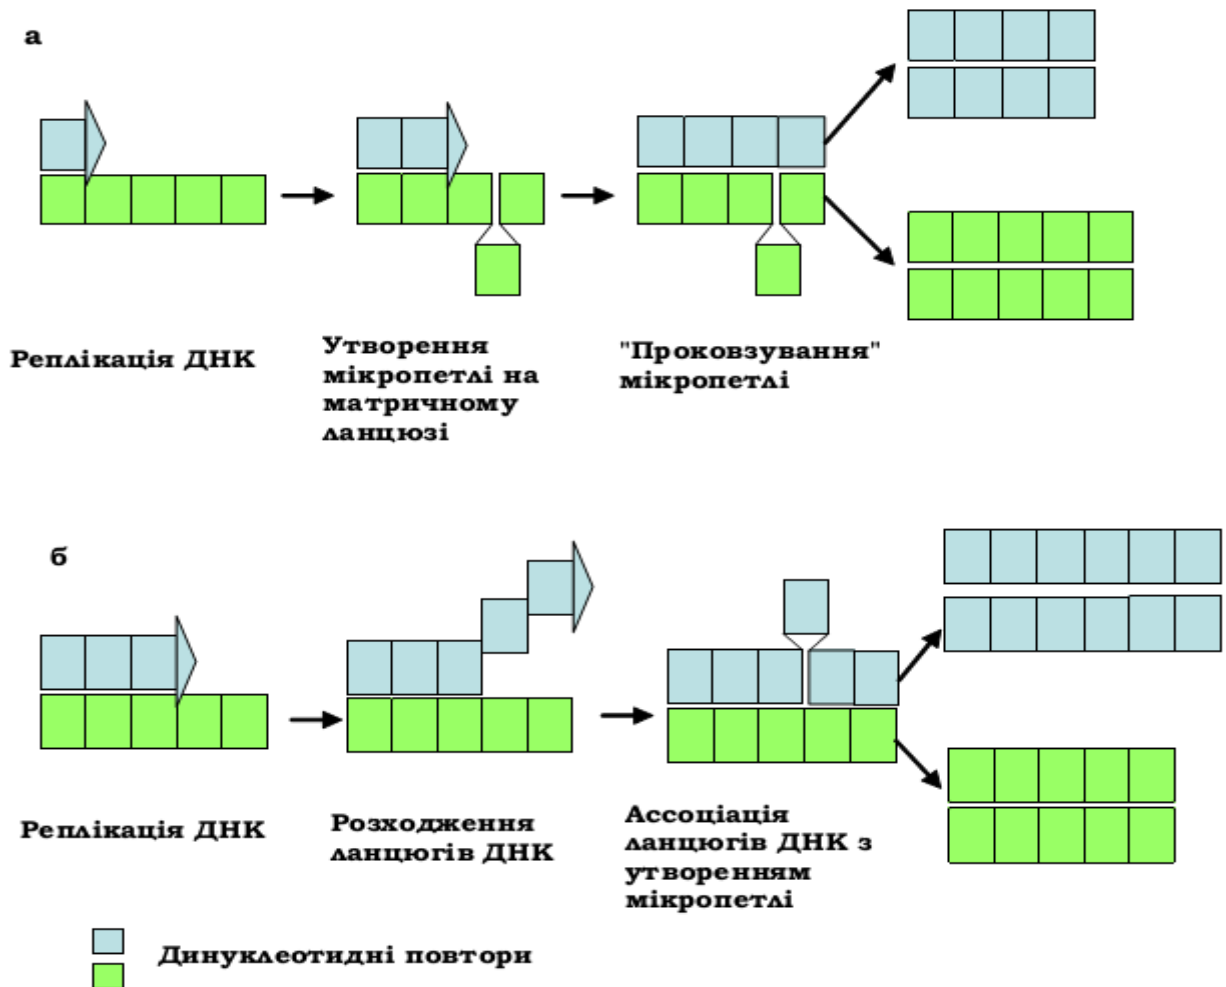 а
Реплікація ДНК
Утворення
мікропетлі на
матричному
ланцюзі
"Проковзування"
мікропетлі
б
Реплікація ДНК
Розходження
ланцюгів ДНК
Ассоціація
ланцюгів ДНК з
утворенням
мікропетлі
Динуклеотидні повтори